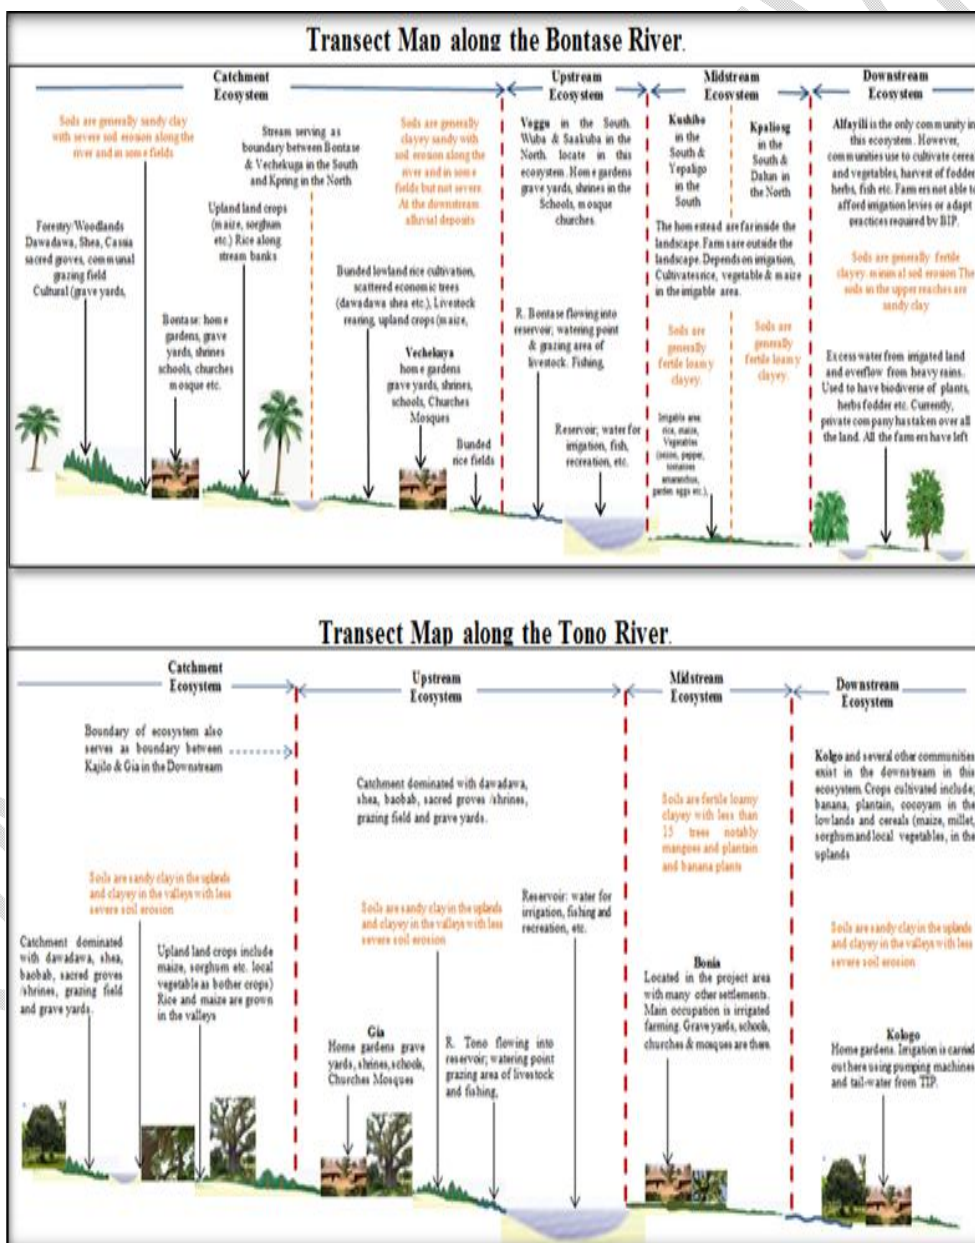 Transect Map along the Bontase River.
Catchment
Ecosystem
Upstream
Ecosystem
Midstream
Ecosystem
Downstream
Ecosystem
Soils are generally sandy clay
with severe soil erosion along the
river and in some fields
Stream serving as
boundary between Bontase
& Vechekuga in the South
and Kpring in the North
Soils are generally
clayey sandy with
soil erosion along the
river and in some
fields but not severe.
At the downstream
alluvial deposits
Voggu in the South,
Wuba & Saakuba in the
North, locate in this
ecosystem. Home gardens
grave yards, shrines in the
Schools, mosque
churches.
Kushibo
in the
South &
Yepaligo
in the
South
Kpaliong
in the
South &
Dalun in
the North
Alfayili is the only community in
this ecosystem. However,
communities use to cultivate cereal
and vegetables, harvest of fodder,
herbs, fish etc. Farmers not able to
afford irrigation levies or adapt
practices required by BIP.
Forestry/Woodlands
Dawadawa, Shea, Cassia
sacred groves, communal
grazing field
Cultural (grave yards,
Upland land crops
(maize, sorghum
etc.) Rice along
stream banks
Bunded lowland rice cultivation,
scattered economic trees
(dawadawa shea etc.), Livestock
rearing, upland crops (maize,
The homestead are far inside the
landscape. Farms are outside the
landscape. Depends on irrigation,
Cultivates rice, vegetable & maize
in the irrigable area.
Soils are generally fertile
clayey. minimal soil erosion The
soils in the upper reaches are
sandy clay
Bontase: home
gardens, grave
yards, shrines
schools, churches
mosque etc.
Vechekuya
home gardens
grave yards, shrines,
schools, Churches
Mosques
R. Bontase flowing into
reservoir; watering point
& grazing area of
livestock. Fishing,
Soils are
generally
fertile loamy
clayey.
Soils are
generally
fertile loamy
clayey.
Excess water from irrigated land
and overflow from heavy rains.
Used to have biodiverse of plants,
herbs fodder etc. Currently,
private company has taken over all
the land. All the farmers have left
Bunded
rice fields
Reservoir; water for
irrigation, fish,
recreation, etc.
Irrigable area:
rice, maize,
Vegetables
(onion, pepper,
tomatoes
amaranthus,
garden eggs etc.),
Transect Map along the Tono River.
Catchment
Ecosystem
Upstream
Ecosystem
Midstream
Ecosystem
Downstream
Ecosystem
Boundary of ecosystem also
serves as boundary between
Kajilo & Gia in the Downstream
Catchment dominated with dawadawa,
shea, baobab, sacred groves /shrines,
grazing field and grave yards.
Soils are fertile loamy
clayey with less than
15 trees notably
mangoes and plantain
and banana plants
Kolgo and several other communities
exist in the downstream in this
ecosystem. Crops cultivated include;
banana, plantain, cocoyam in the
lowlands and cereals (maize, millet,
sorghum and local vegetables, in the
uplands
Soils are sandy clay in the uplands
and clayey in the valleys with less
severe soil erosion
Soils are sandy clay in the uplands
and clayey in the valleys with less
severe soil erosion
Reservoir: water for
irrigation, fishing and
recreation, etc.
Soils are sandy clay in the uplands
and clayey in the valleys with less
severe soil erosion
Catchment dominated
with dawadawa, shea,
baobab, sacred groves
/shrines, grazing field
and grave yards.
Upland land crops include
maize, sorghum etc. local
vegetable as bother crops)
Rice and maize are grown
in the valleys
Gia
Home gardens grave
yards, shrines, schools,
Churches Mosques
R. Tono flowing into
reservoir; watering point
grazing area of livestock
and fishing,
Bonia
Located in the project area
with many other settlements.
Main occupation is irrigated
farming. Grave yards, schools,
churches & mosques are there.
Kologo
Home gardens. Irrigation is carried
out here using pumping machines
and tail-water from TIP.